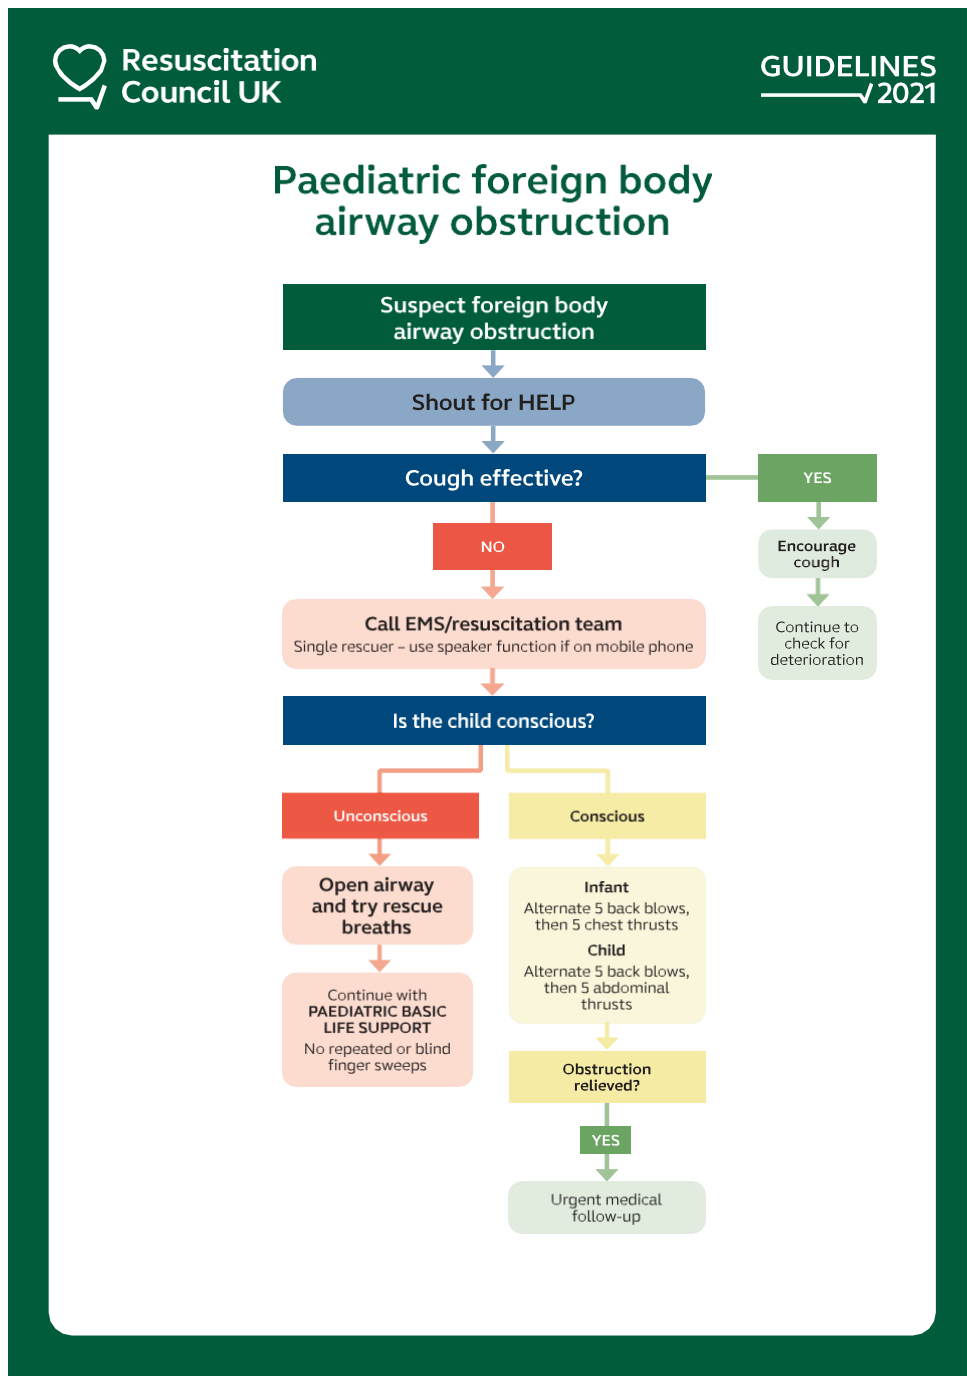 Resuscitation
Council UK
GUIDELINES
2021
Paediatric foreign body
airway obstruction
Suspect foreign body
airway obstruction
Shout for HELP
Cough effective?
YES
Encourage
cough
Continue to
check for
deterioration
NO
Call EMS/resuscitation team
Single rescuer – use speaker function if on mobile phone
Is the child conscious?
Unconscious
Open airway
and try rescue
breaths
Continue with
PAEDIATRIC BASIC
LIFE SUPPORT
No repeated or blind
finger sweeps
Conscious
Infant
Alternate 5 back blows,
then 5 chest thrusts
Child
Alternate 5 back blows,
then 5 abdominal
thrusts
Obstruction
relieved?
YES
Urgent medical
follow-up